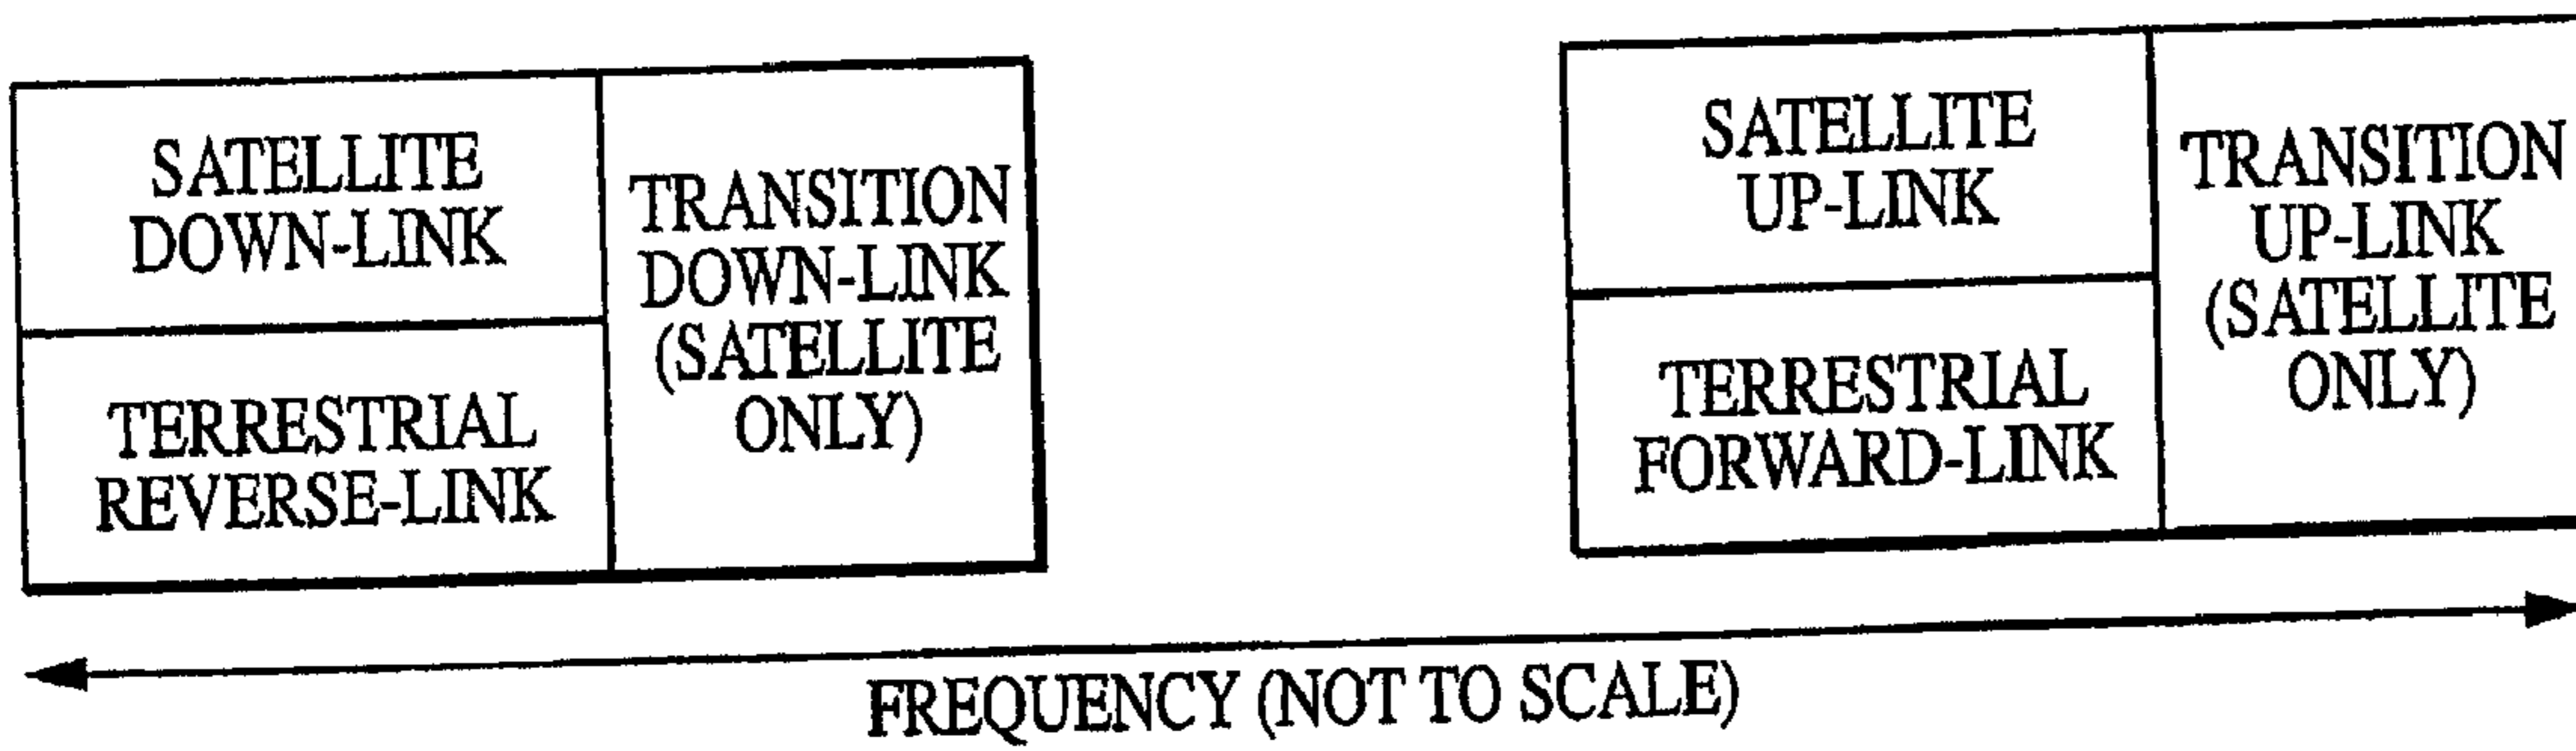 SATELLITE
DOWN-LINK
TERRESTRIAL
REVERSE-LINK
TRANSITION
DOWN-LINK
(SATELLITE
ONLY)
SATELLITE
UP-LINK
TERRESTRIAL
FORWARD-LINK
TRANSITION
UP-LINK
(SATELLITE
ONLY)
FREQUENCY (NOT TO SCALE)